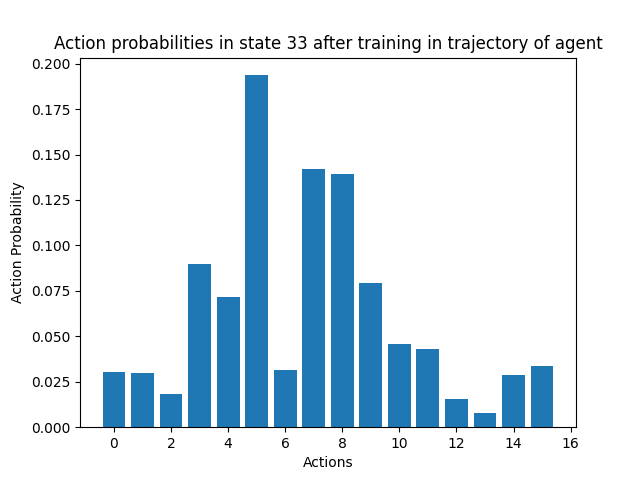 Action probabilities in state 33 after training in trajectory of agent
0.200
0.175
0.150
0.125
0.100
0.075
0.050
0.025
0.000
Action Probability
0 2 4 6 8 10 12 14 16
Actions